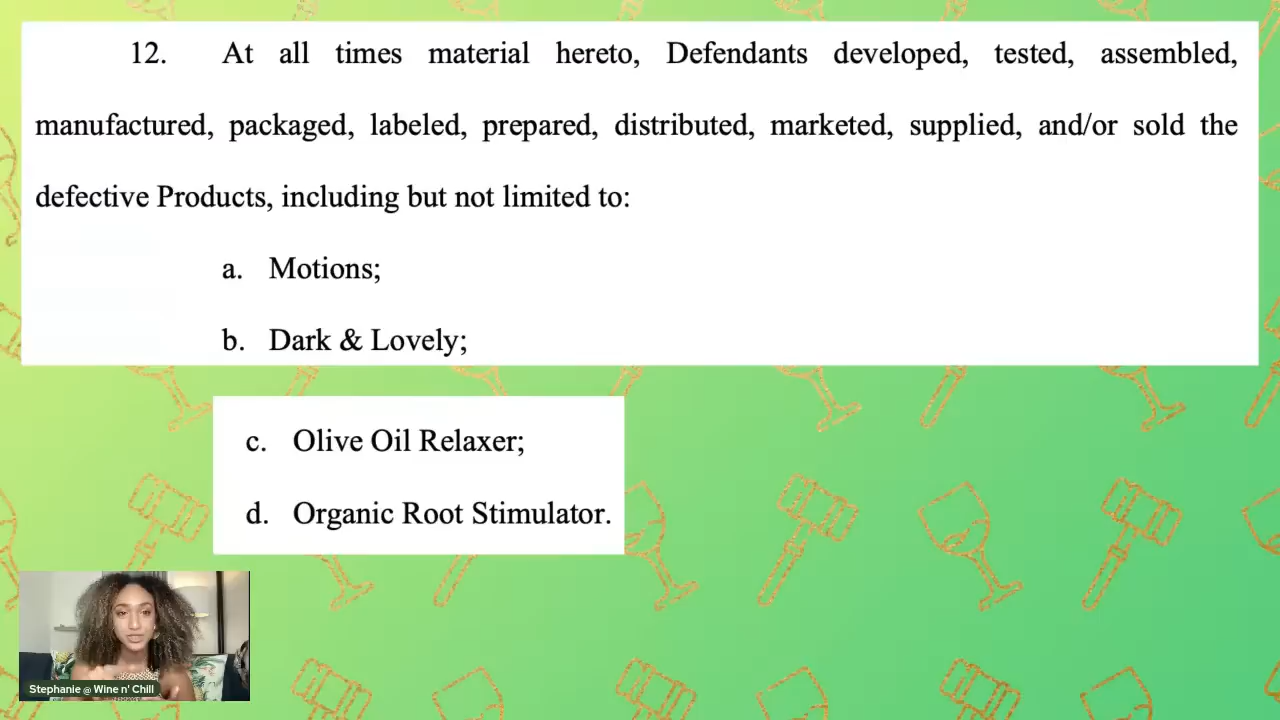 12. At all times material hereto, Defendants developed, tested, assembled,
manufactured, packaged, labeled, prepared, distributed, marketed, supplied, and/or sold the
defective Products, including but not limited to:
a. Motions;
b. Dark & Lovely;
c. Olive Oil Relaxer;
d. Organic Root Stimulator.
Stephanie @ Wine n' Chill